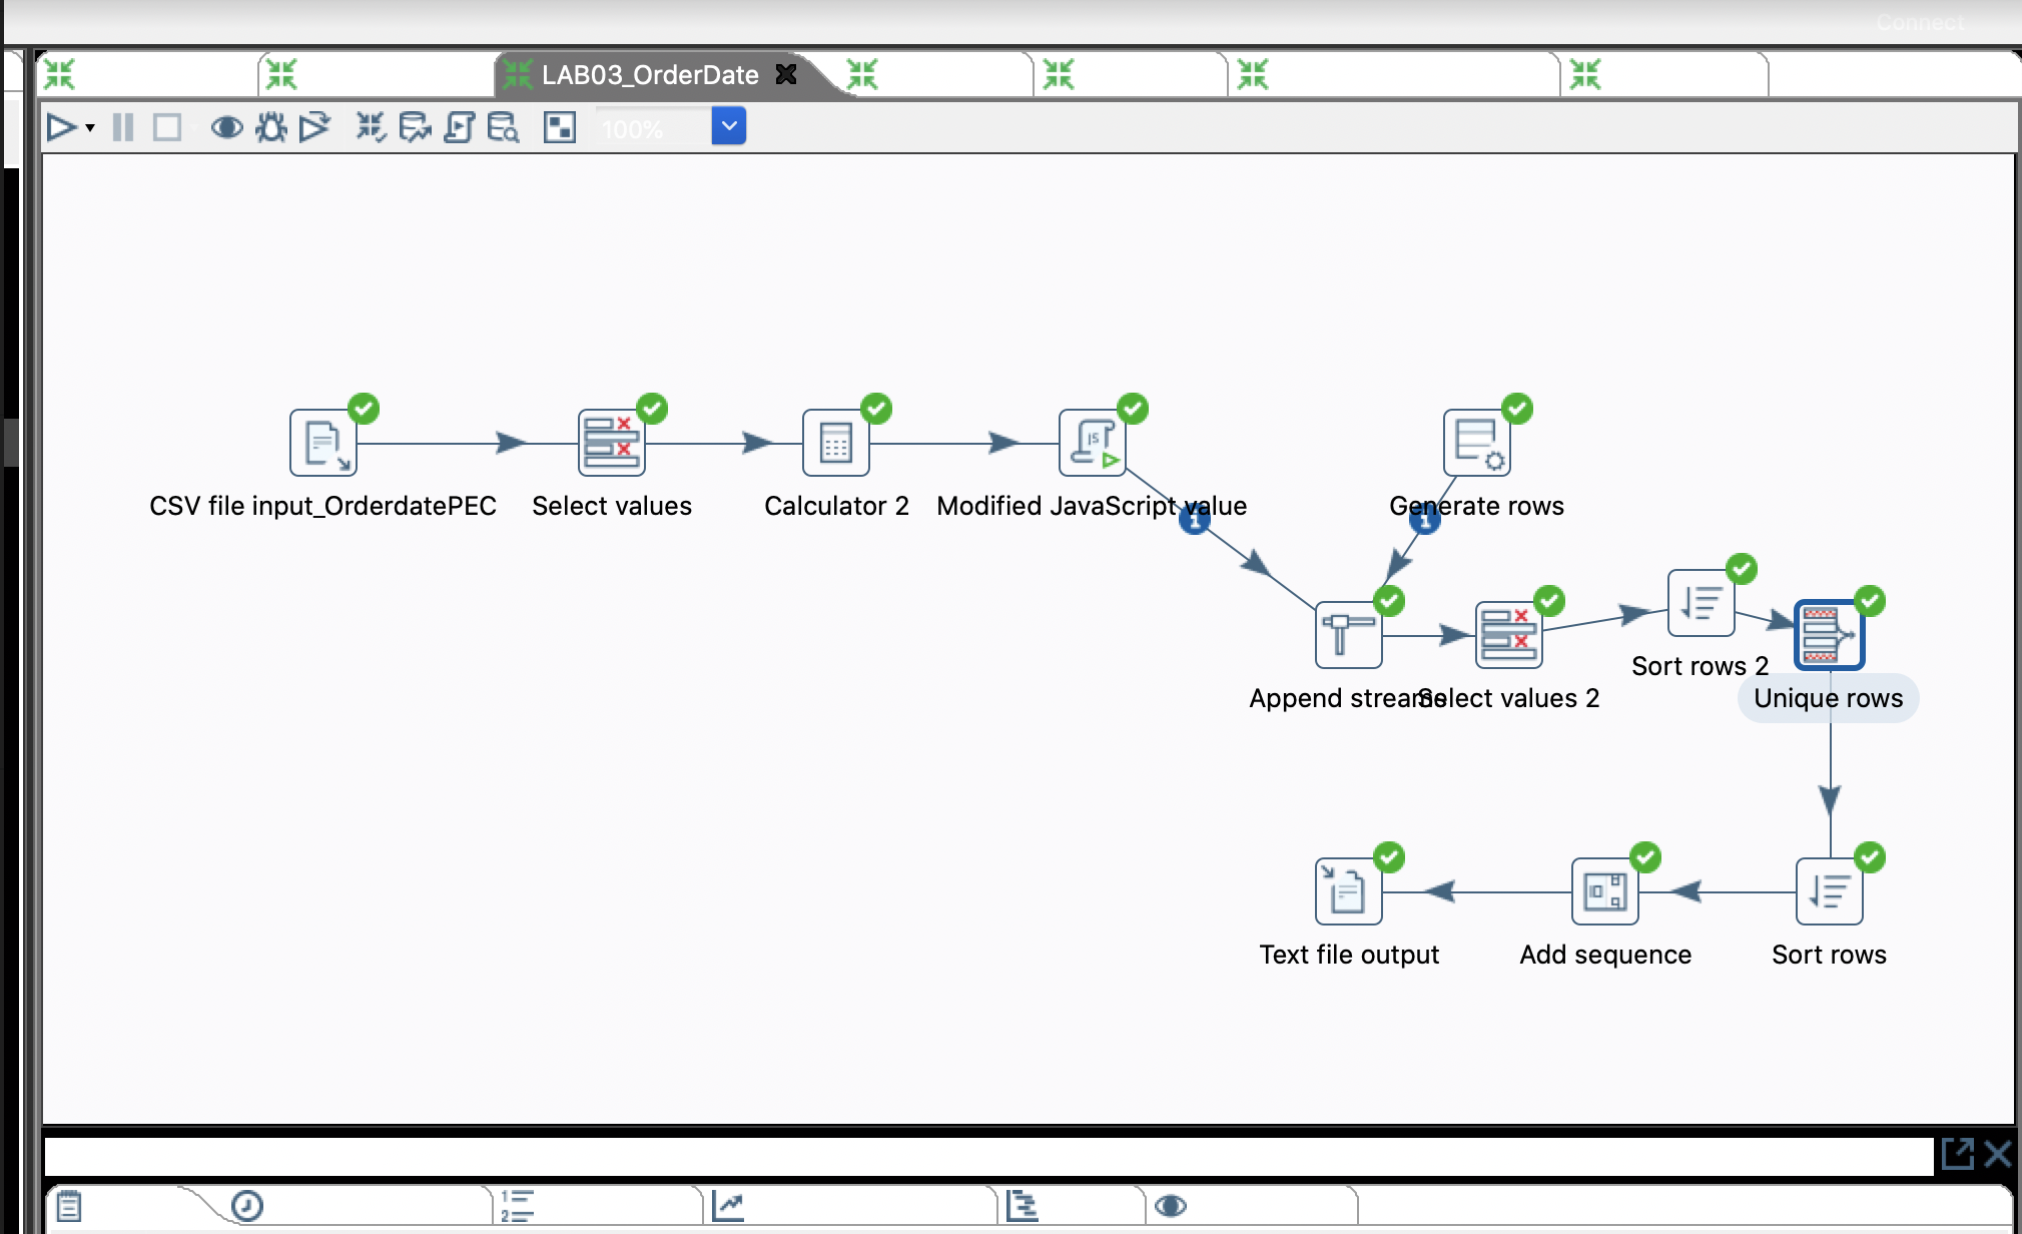 Connect
LAB03_OrderDate
100%
CSV file input_OrderdatePEC
Select values
Calculator 2
Modified JavaScript value
Generate rows
Append streams
Select values 2
Sort rows 2
Unique rows
Text file output
Add sequence
Sort rows